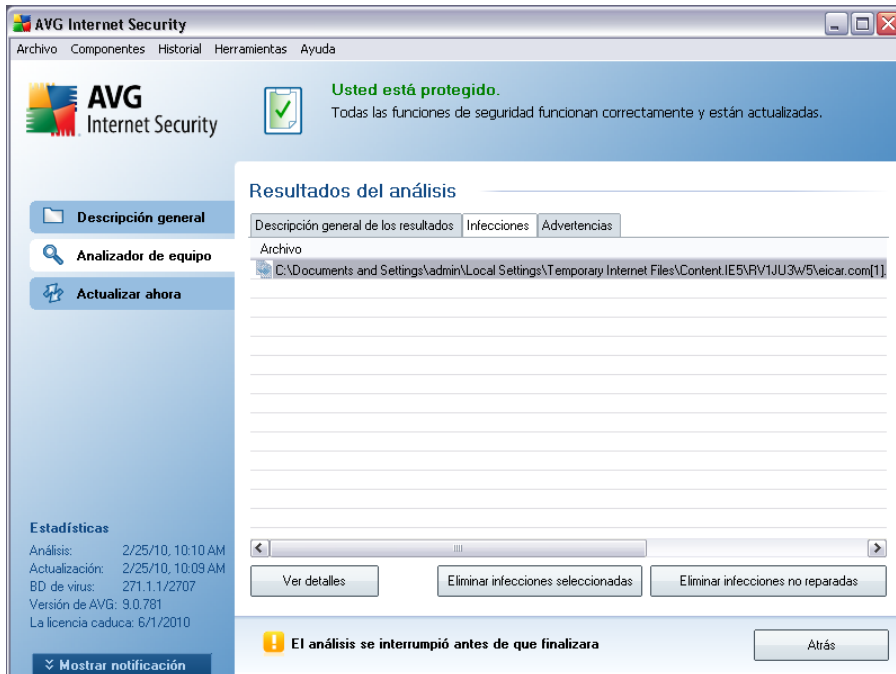 AVG Internet Security
Archivo Componentes Historial Herramientas Ayuda
AVG
Internet Security
Usted está protegido.
Todas las funciones de seguridad funcionan correctamente y están actualizadas.
Descripción general
Analizador de equipo
Actualizar ahora
Resultados del análisis
Descripción general de los resultados Infecciones Advertencias
Archivo
C:\Documents and Settings\admin\Local Settings\Temporary Internet Files\Content.IE5\RV1JU3W5\eicar.com[1].
Ver detalles
Eliminar infecciones seleccionadas
Eliminar infecciones no reparadas
Estadísticas
Análisis: 2/25/10, 10:10 AM
Actualización: 2/25/10, 10:09 AM
BD de virus: 271.1.1/2707
Versión de AVG: 9.0.781
La licencia caduca: 6/1/2010
Mostrar notificación
El análisis se interrumpió antes de que finalizara
Atrás